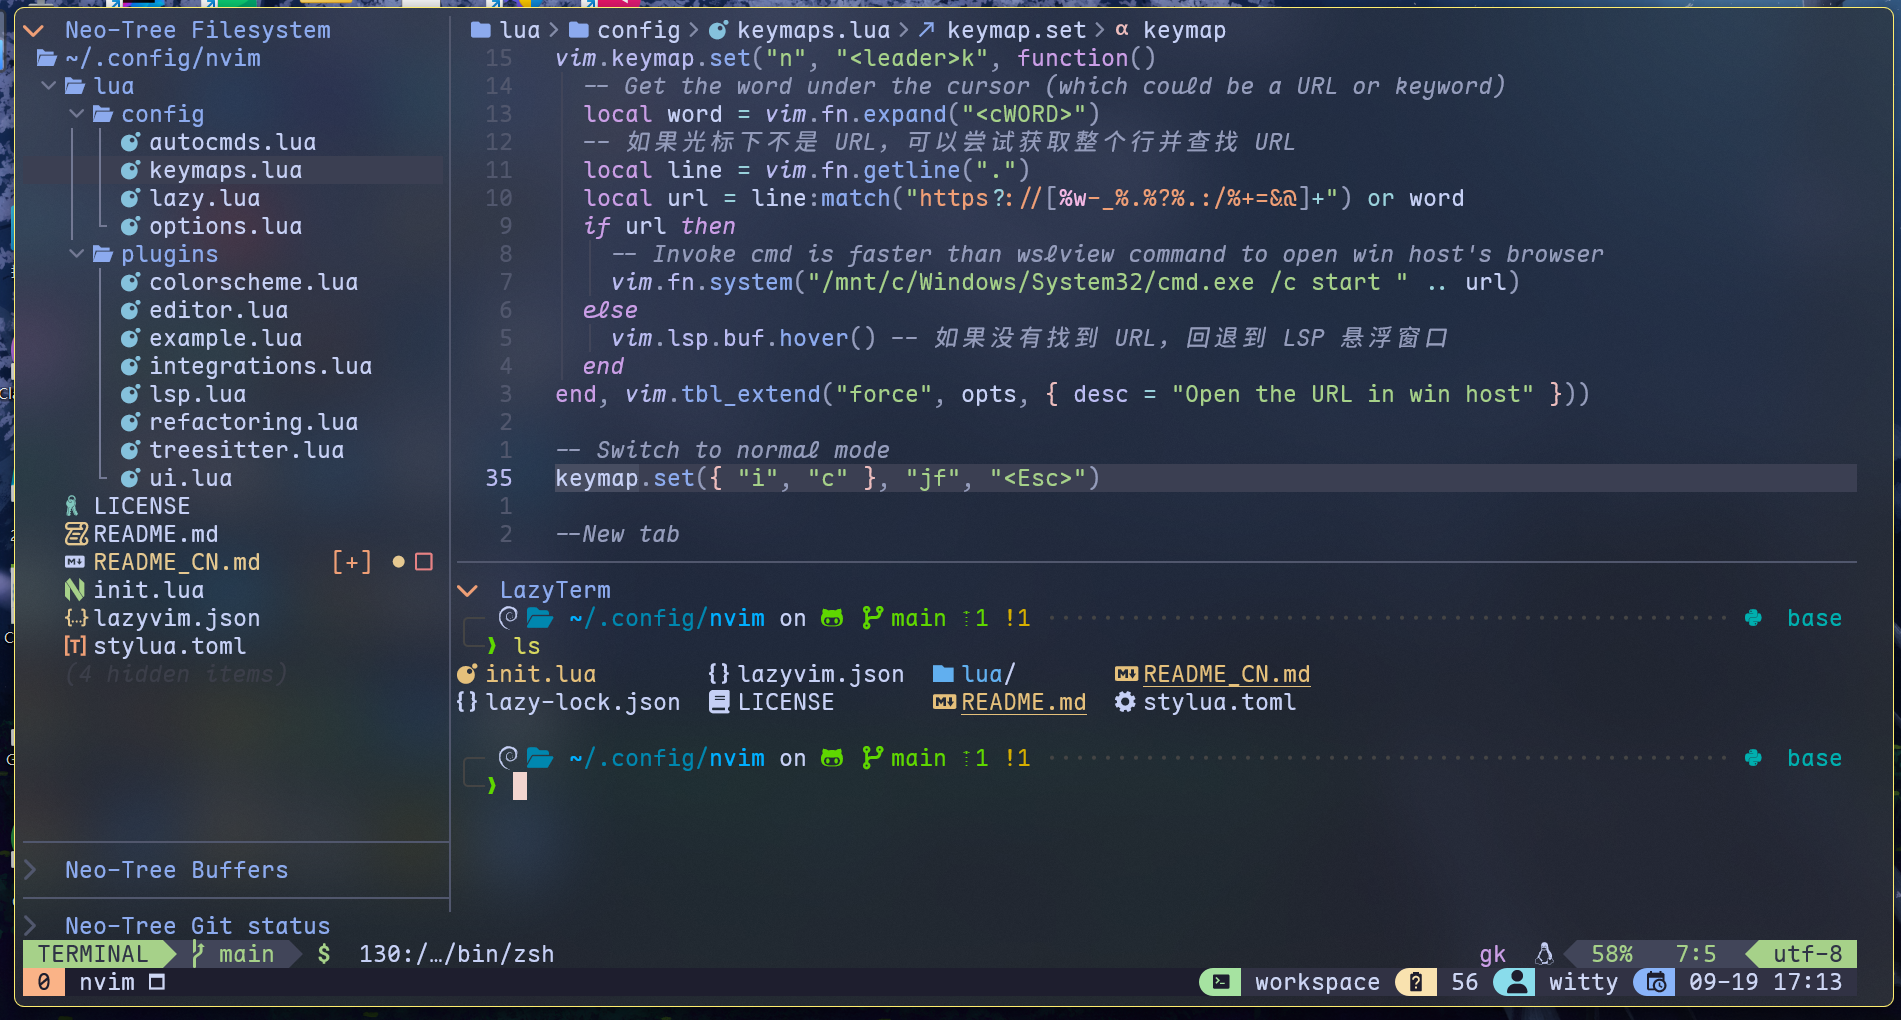 Neo-Tree Filesystem
~/.config/nvim
lua
config
autocmds.lua
keymaps.lua
lazy.lua
options.lua
plugins
colorscheme.lua
editor.lua
example.lua
integrations.lua
lsp.lua
refactoring.lua
treesitter.lua
ui.lua
LICENSE
README.md
README_CN.md [+]
init.lua
lazyvim.json
stylua.toml
(4 hidden items)
Neo-Tree Buffers
Neo-Tree Git status
lua > config > keymaps.lua > keymap.set > α keymap
15 vim.keymap.set("n", "<leader>k", function()
14 -- Get the word under the cursor (which could be a URL or keyword)
13 local word = vim.fn.expand("<cWORD>")
12 -- 如果光标下不是 URL，可以尝试获取整个行并查找 URL
11 local line = vim.fn.getline(".")
10 local url = line:match("https?://[%w-_%.%?%.:/%+=&@]+") or word
9 if url then
8 -- Invoke cmd is faster than wslview command to open win host's browser
7 vim.fn.system("/mnt/c/Windows/System32/cmd.exe /c start " .. url)
6 else
5 vim.lsp.buf.hover() -- 如果没有找到 URL，回退到 LSP 悬浮窗口
4 end
3 end, vim.tbl_extend("force", opts, { desc = "Open the URL in win host" }))
2
1 -- Switch to normal mode
35 keymap.set({ "i", "c" }, "jf", "<Esc>")
1
2 --New tab
LazyTerm
~/.config/nvim on main ⇡1 !1 base
❯ ls
init.lua {} lazyvim.json lua/ README_CN.md
{} lazy-lock.json LICENSE README.md stylua.toml
~/.config/nvim on main ⇡1 !1 base
❯
TERMINAL main $ 130:/…/bin/zsh gk 58% 7:5 utf-8
0 nvim workspace 56 witty 09-19 17:13